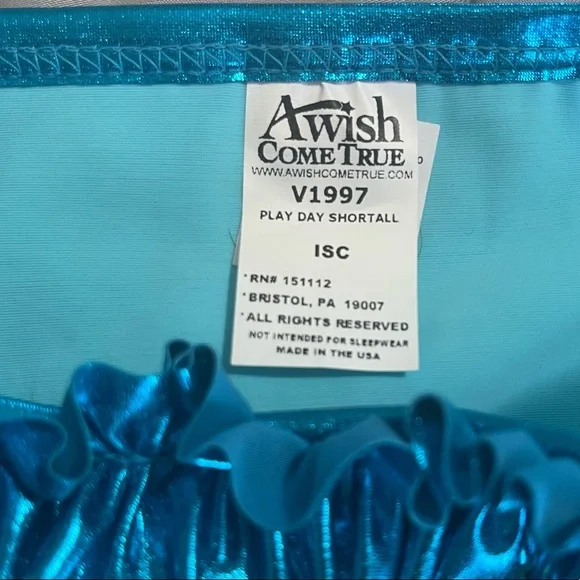 A wish
COME TRUE
WWW.AWISHCOMETRUE.COM
V1997
PLAY DAY SHORTALL
ISC
*RN# 151112
*BRISTOL, PA 19007
*ALL RIGHTS RESERVED
NOT INTENDED FOR SLEEPWEAR
MADE IN THE USA